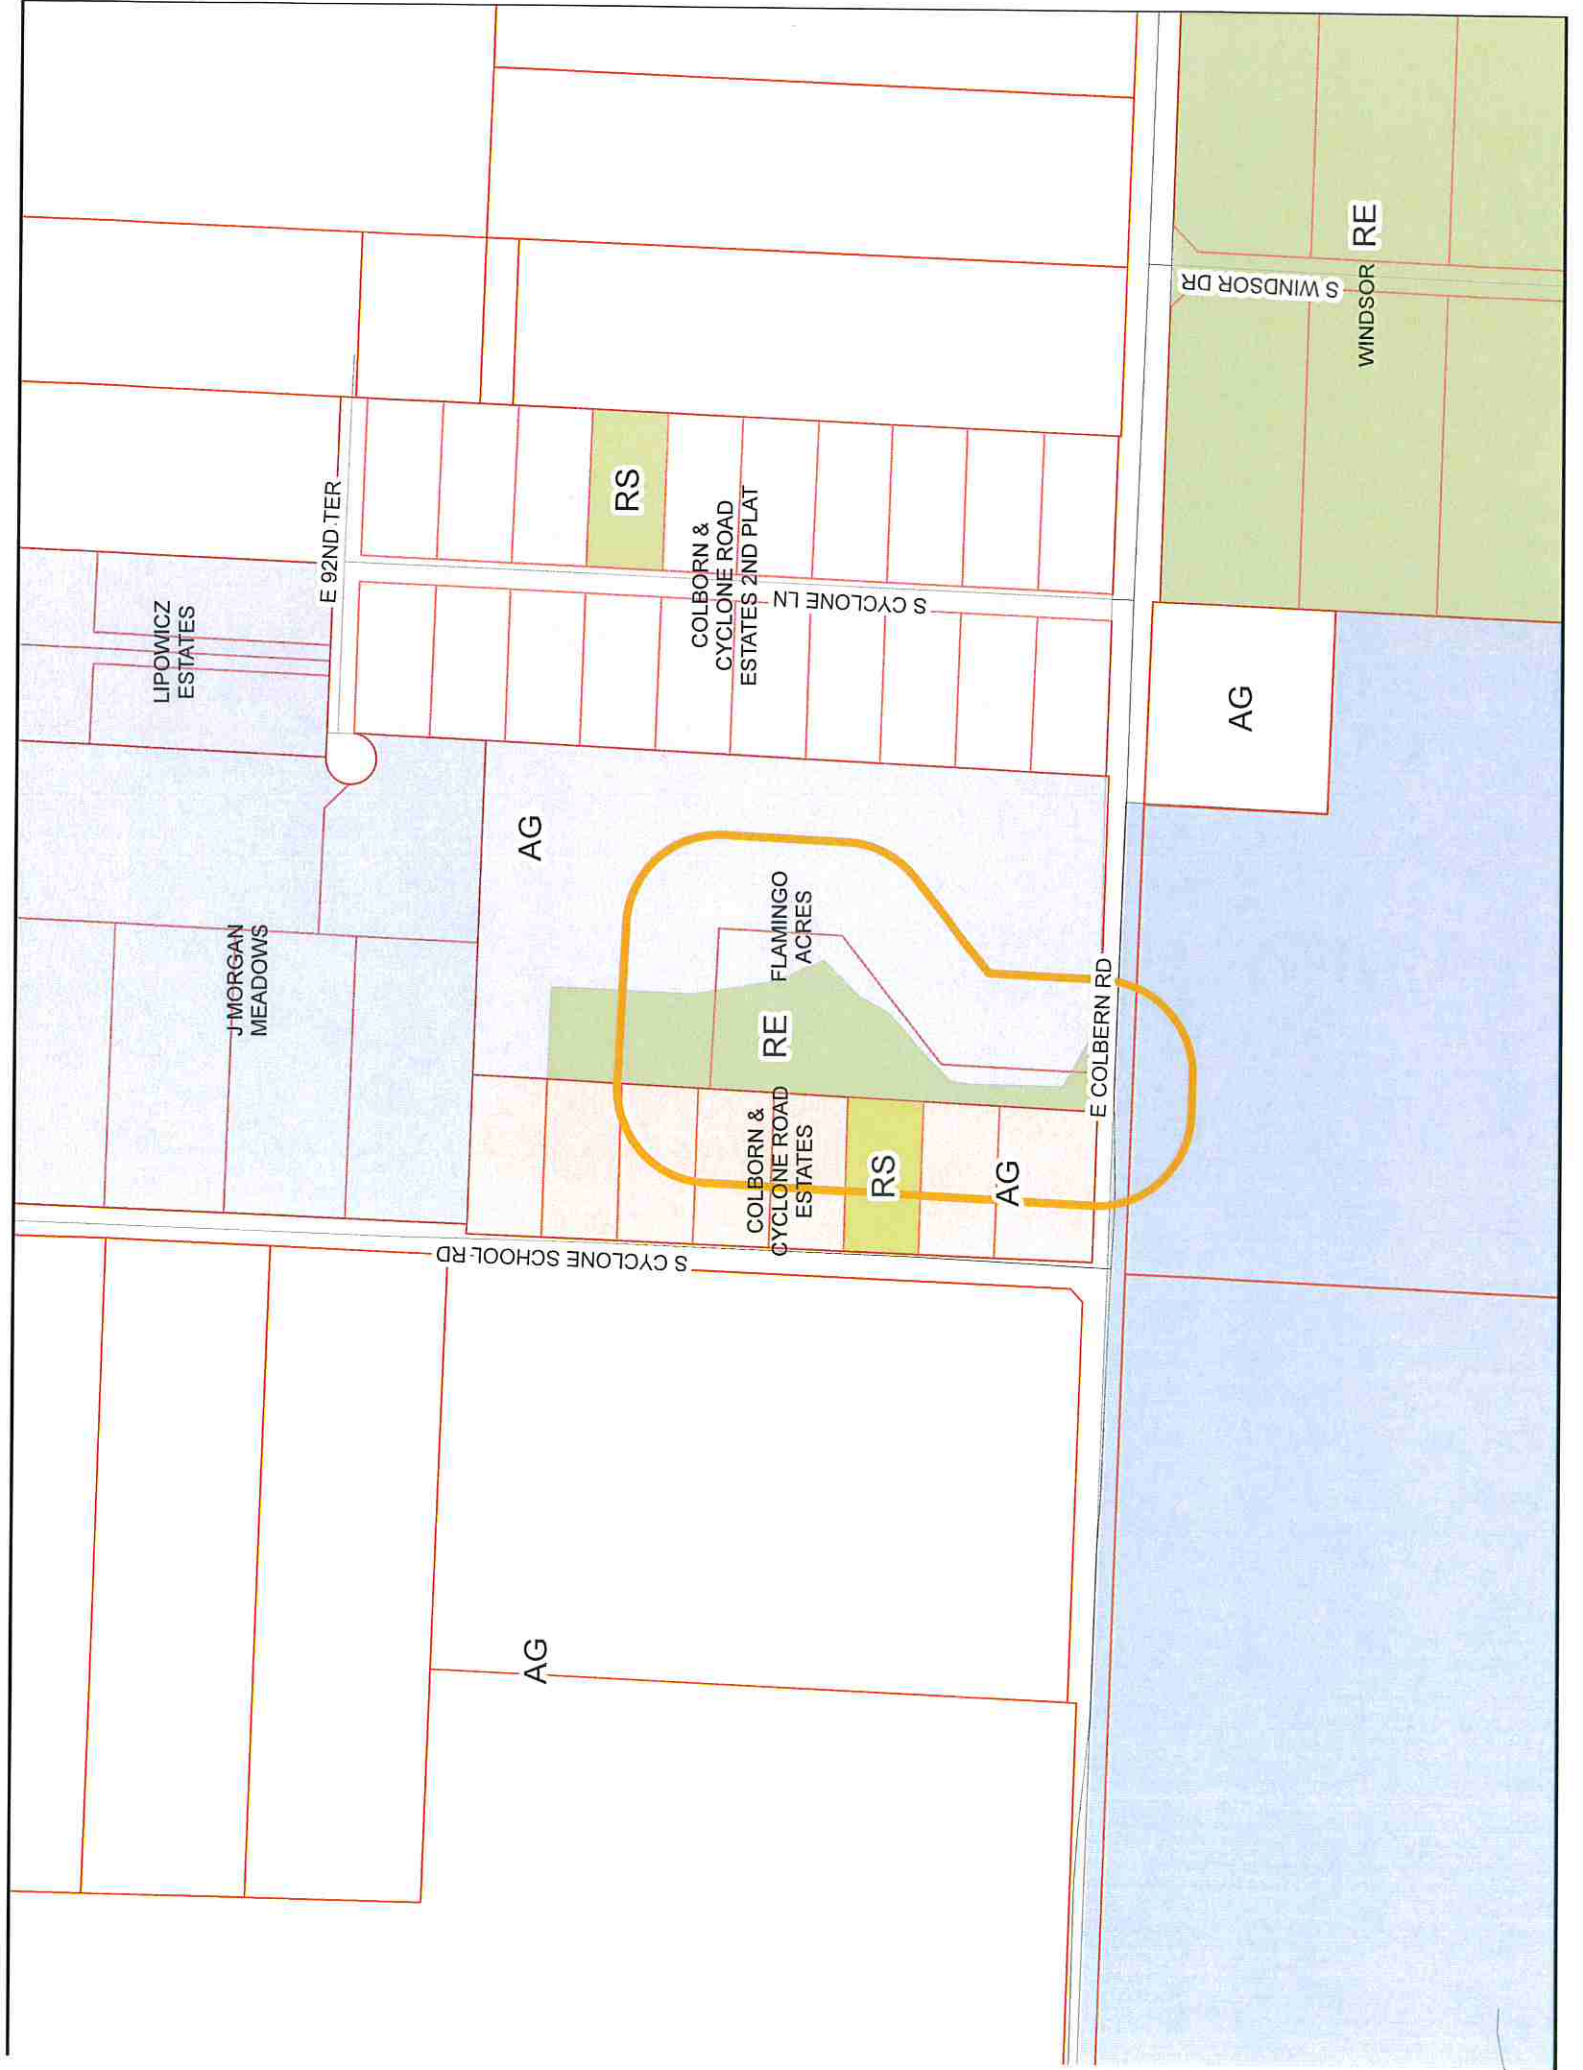 RE
WINDSOR
S WINDSOR DR
RS
E 92ND TER
COLBORN &
CYCLONE ROAD
ESTATES 2ND PLAT
S CYCLONE LN
LIPOWICZ
ESTATES
AG
AG
J MORGAN
MEADOWS
FLAMINGO
ACRES
RE
E COLBERN RD
COLBORN &
CYCLONE ROAD
ESTATES
RS
AG
S CYCLONE SCHOOL RD
AG